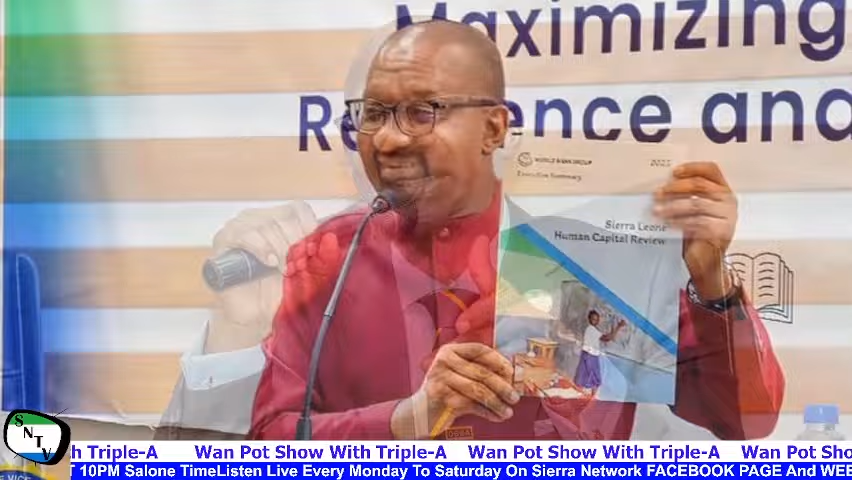 Maximizing
Re ence and
WORLD BANK GROUP 2022
Executive Summary
Sierra Leone
Human Capital Review
SNTV
h Triple-A Wan Pot Show With Triple-A Wan Pot Show With Triple-A Wan Pot Sho
T 10PM Salone TimeListen Live Every Monday To Saturday On Sierra Network FACEBOOK PAGE And WEB